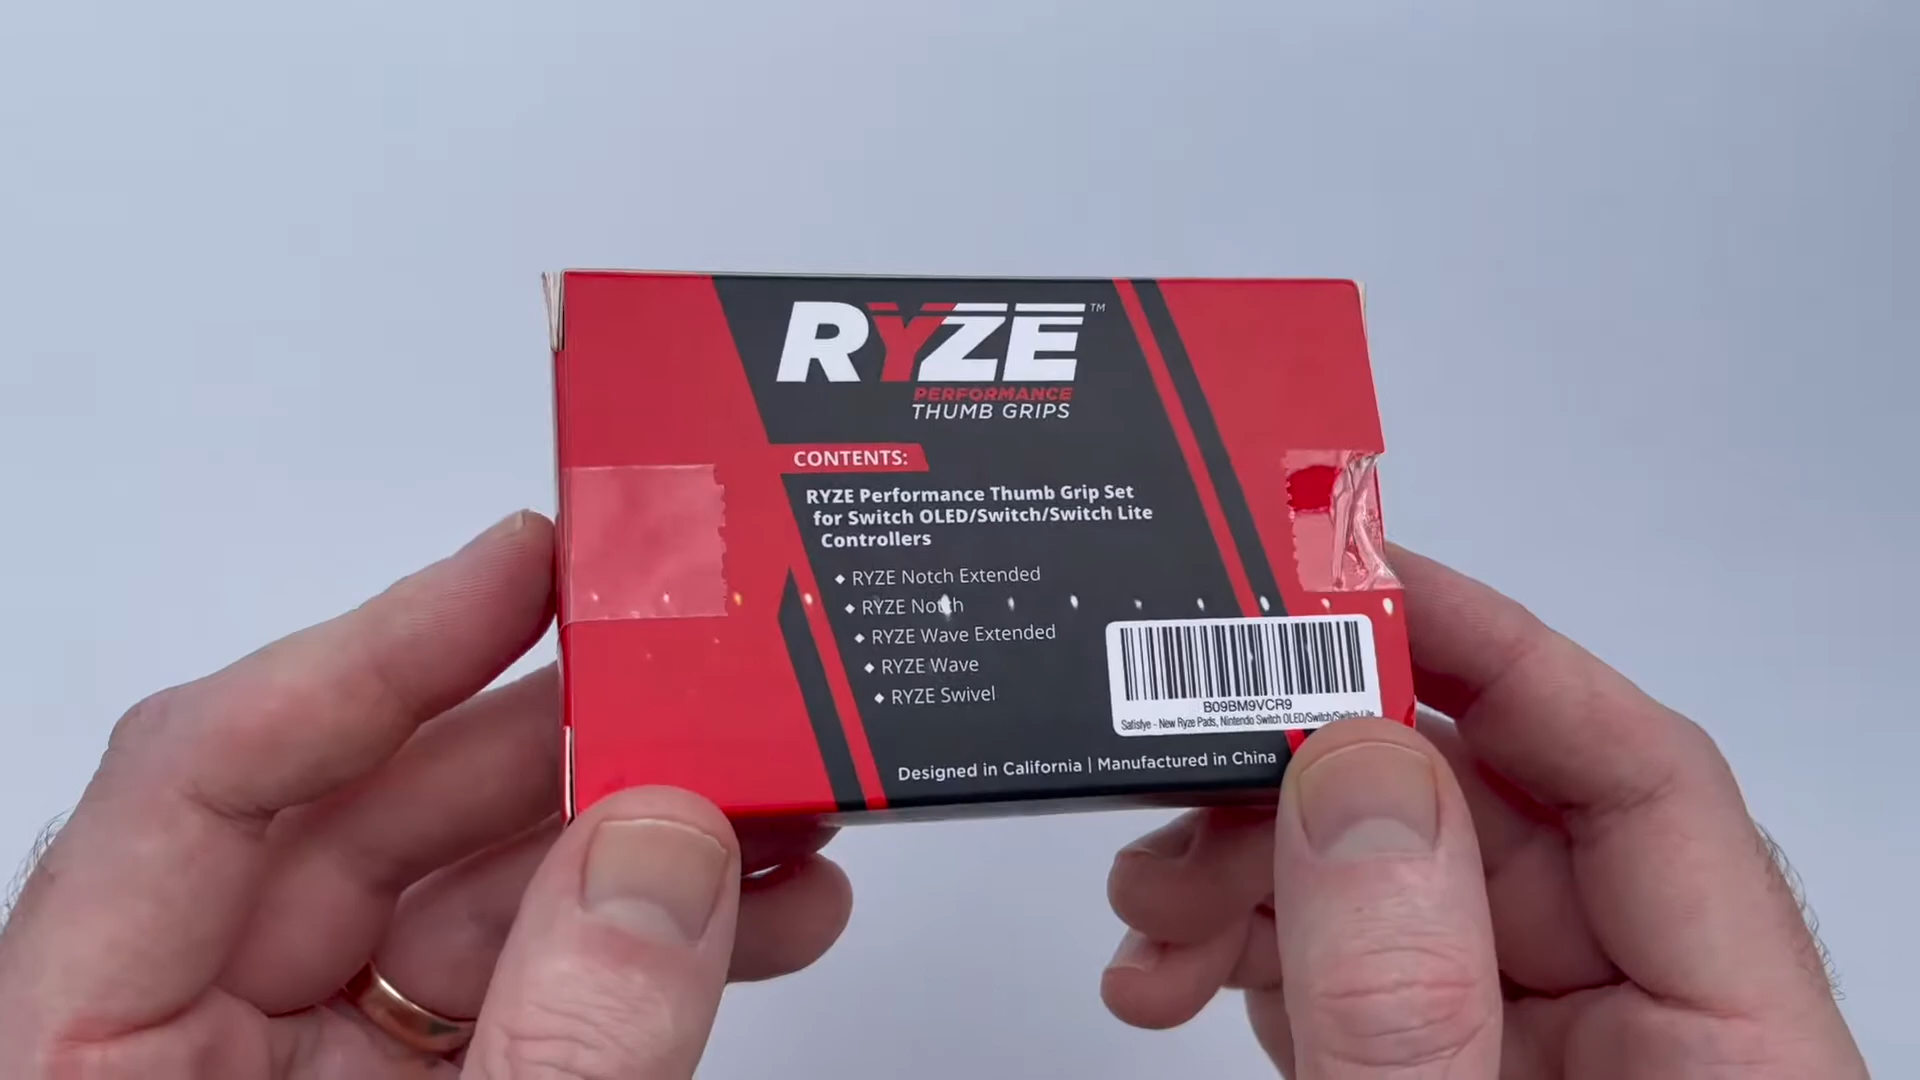 RYZE™
PERFORMANCE
THUMB GRIPS
CONTENTS:
RYZE Performance Thumb Grip Set
for Switch OLED/Switch/Switch Lite
Controllers
◆ RYZE Notch Extended
◆ RYZE Notch
◆ RYZE Wave Extended
◆ RYZE Wave
◆ RYZE Swivel
B09BM9VCR9
Satisfye - New Ryze Pads, Nintendo Switch OLED/Switch/Switch Lite
Designed in California | Manufactured in China